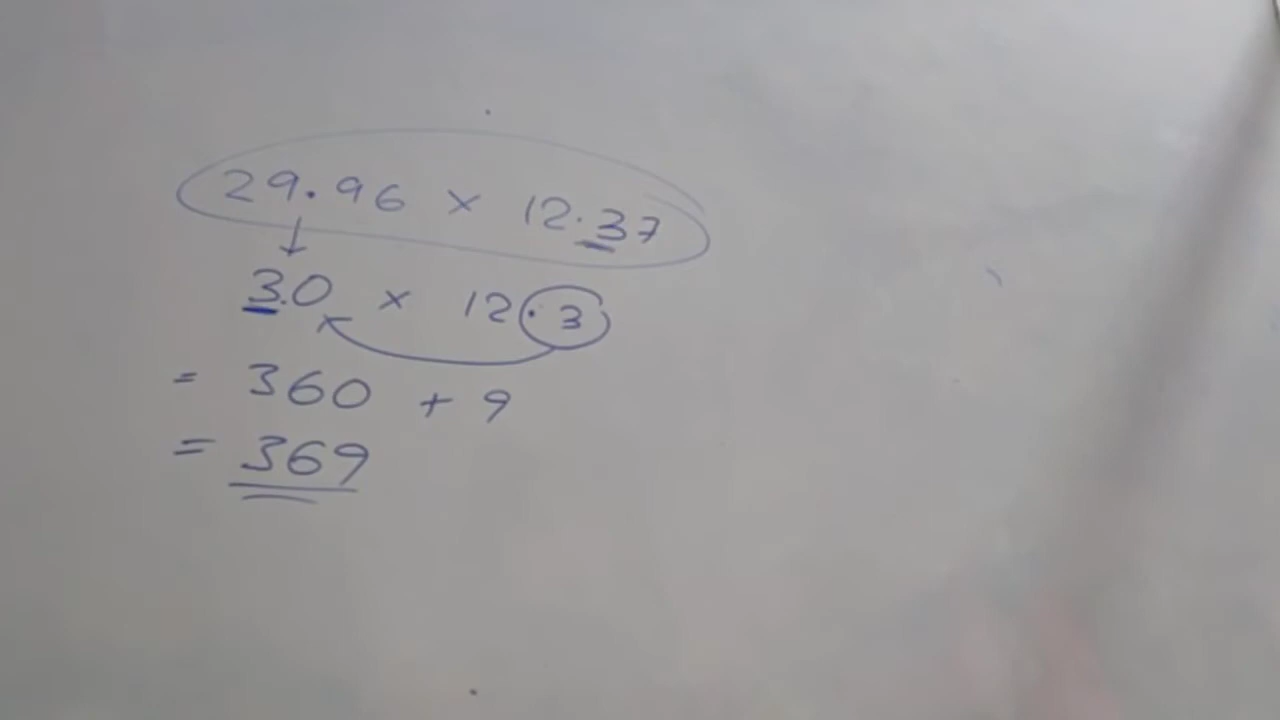 29.96 × 12.37
30 × 12.3
= 360 + 9
= 369